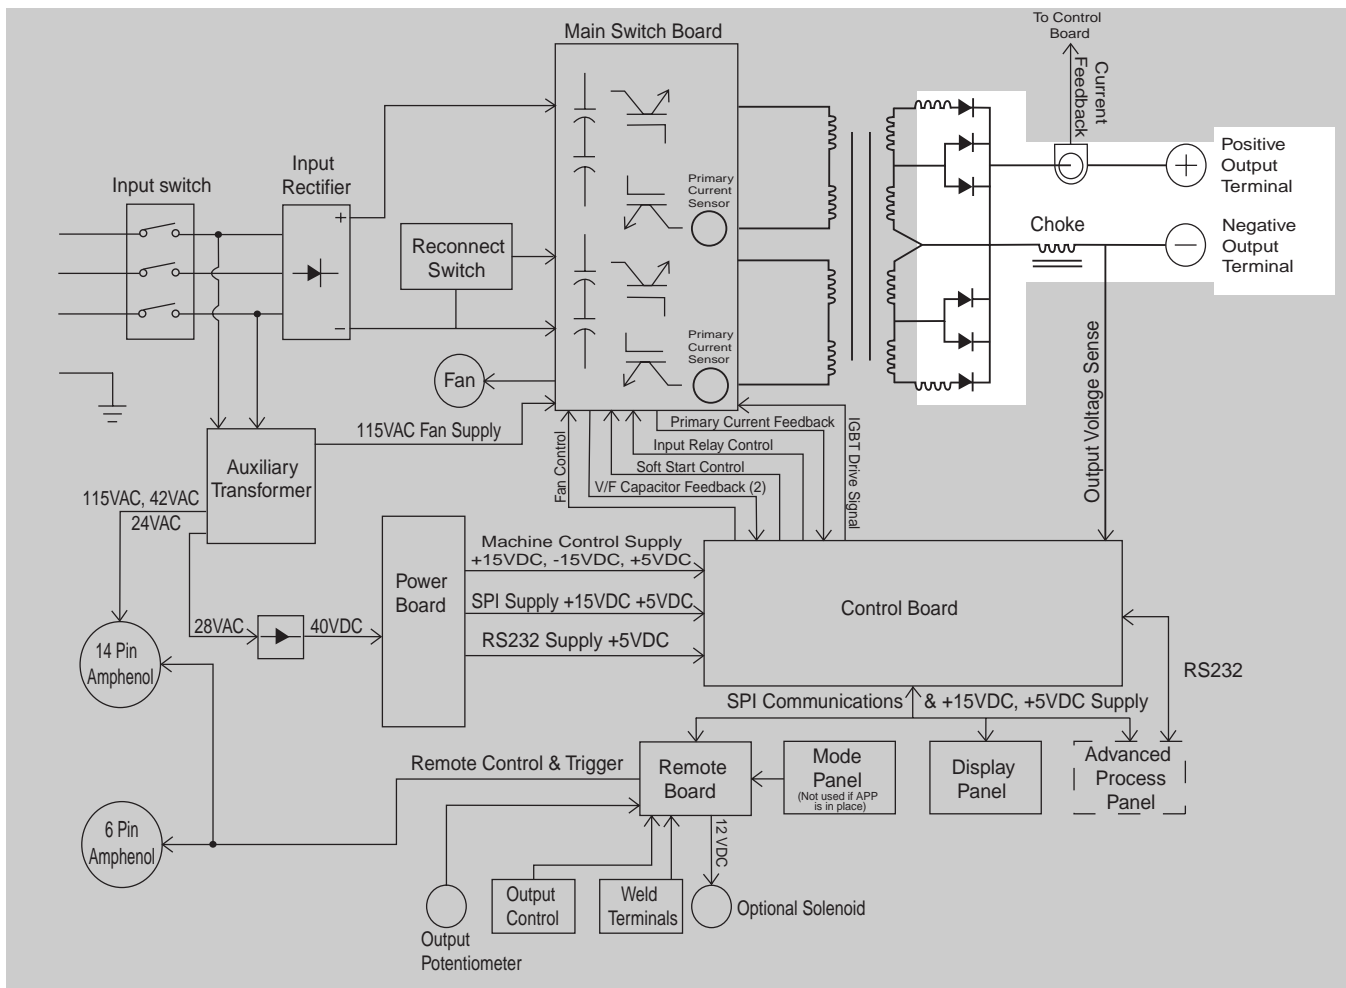 To Control
Board
Main Switch Board
Current
Feedback
Positive
Output
Terminal
Input
Rectifier
Input switch
Primary
Current
Sensor
+
+
Reconnect
Switch
Choke
Negative
Output
Terminal
−
−
Primary
Current
Sensor
Fan
Output Voltage Sense
115VAC Fan Supply
Primary Current Feedback
Input Relay Control
Soft Start Control
V/F Capacitor Feedback (2)
Fan Control
IGBT Drive Signal
Auxiliary
Transformer
115VAC, 42VAC
24VAC
Machine Control Supply
+15VDC, -15VDC, +5VDC
Power
Board
SPI Supply +15VDC +5VDC
Control Board
28VAC
40VDC
RS232 Supply +5VDC
14 Pin
Amphenol
RS232
SPI Communications & +15VDC, +5VDC Supply
Remote Control & Trigger
Remote
Board
Mode
Panel
(Not used if APP
is in place)
Display
Panel
Advanced
Process
Panel
6 Pin
Amphenol
12 VDC
Output
Control
Weld
Terminals
Optional Solenoid
Output
Potentiometer